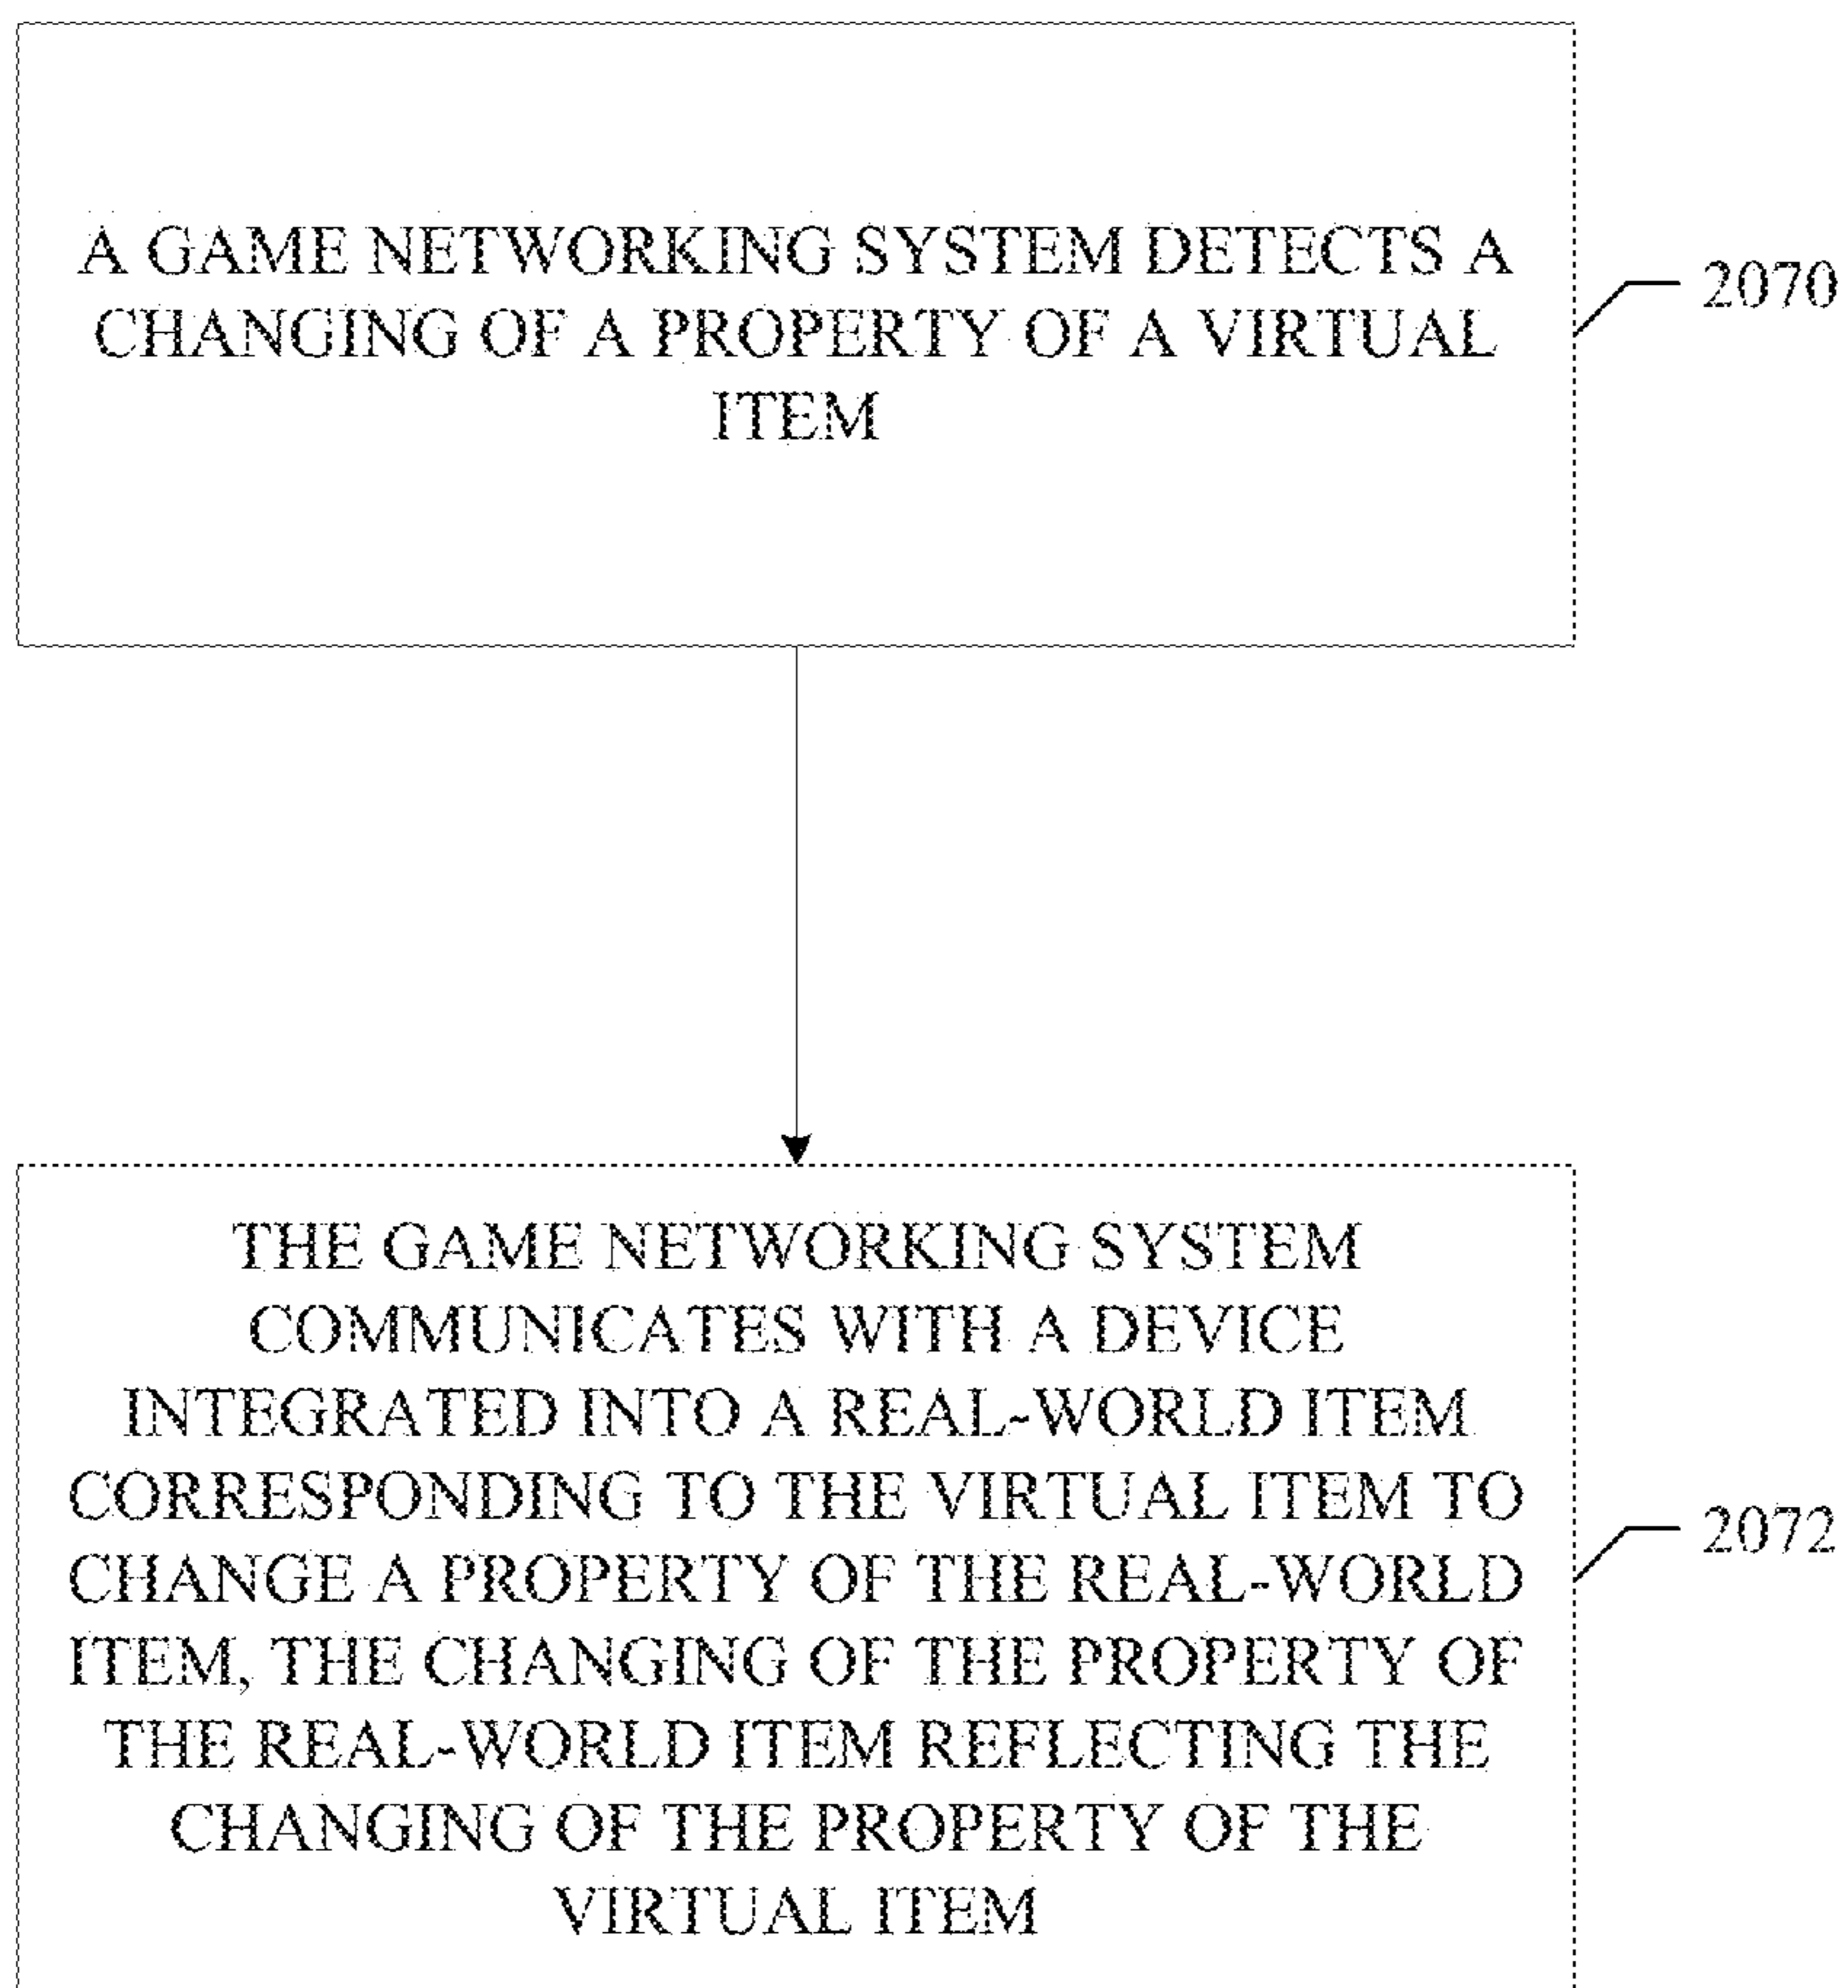 A GAME NETWORKING SYSTEM DETECTS A
CHANGING OF A PROPERTY OF A VIRTUAL
ITEM
2070
THE GAME NETWORKING SYSTEM
COMMUNICATES WITH A DEVICE
INTEGRATED INTO A REAL-WORLD ITEM
CORRESPONDING TO THE VIRTUAL ITEM TO
CHANGE A PROPERTY OF THE REAL-WORLD
ITEM, THE CHANGING OF THE PROPERTY OF
THE REAL-WORLD ITEM REFLECTING THE
CHANGING OF THE PROPERTY OF THE
VIRTUAL ITEM
2072